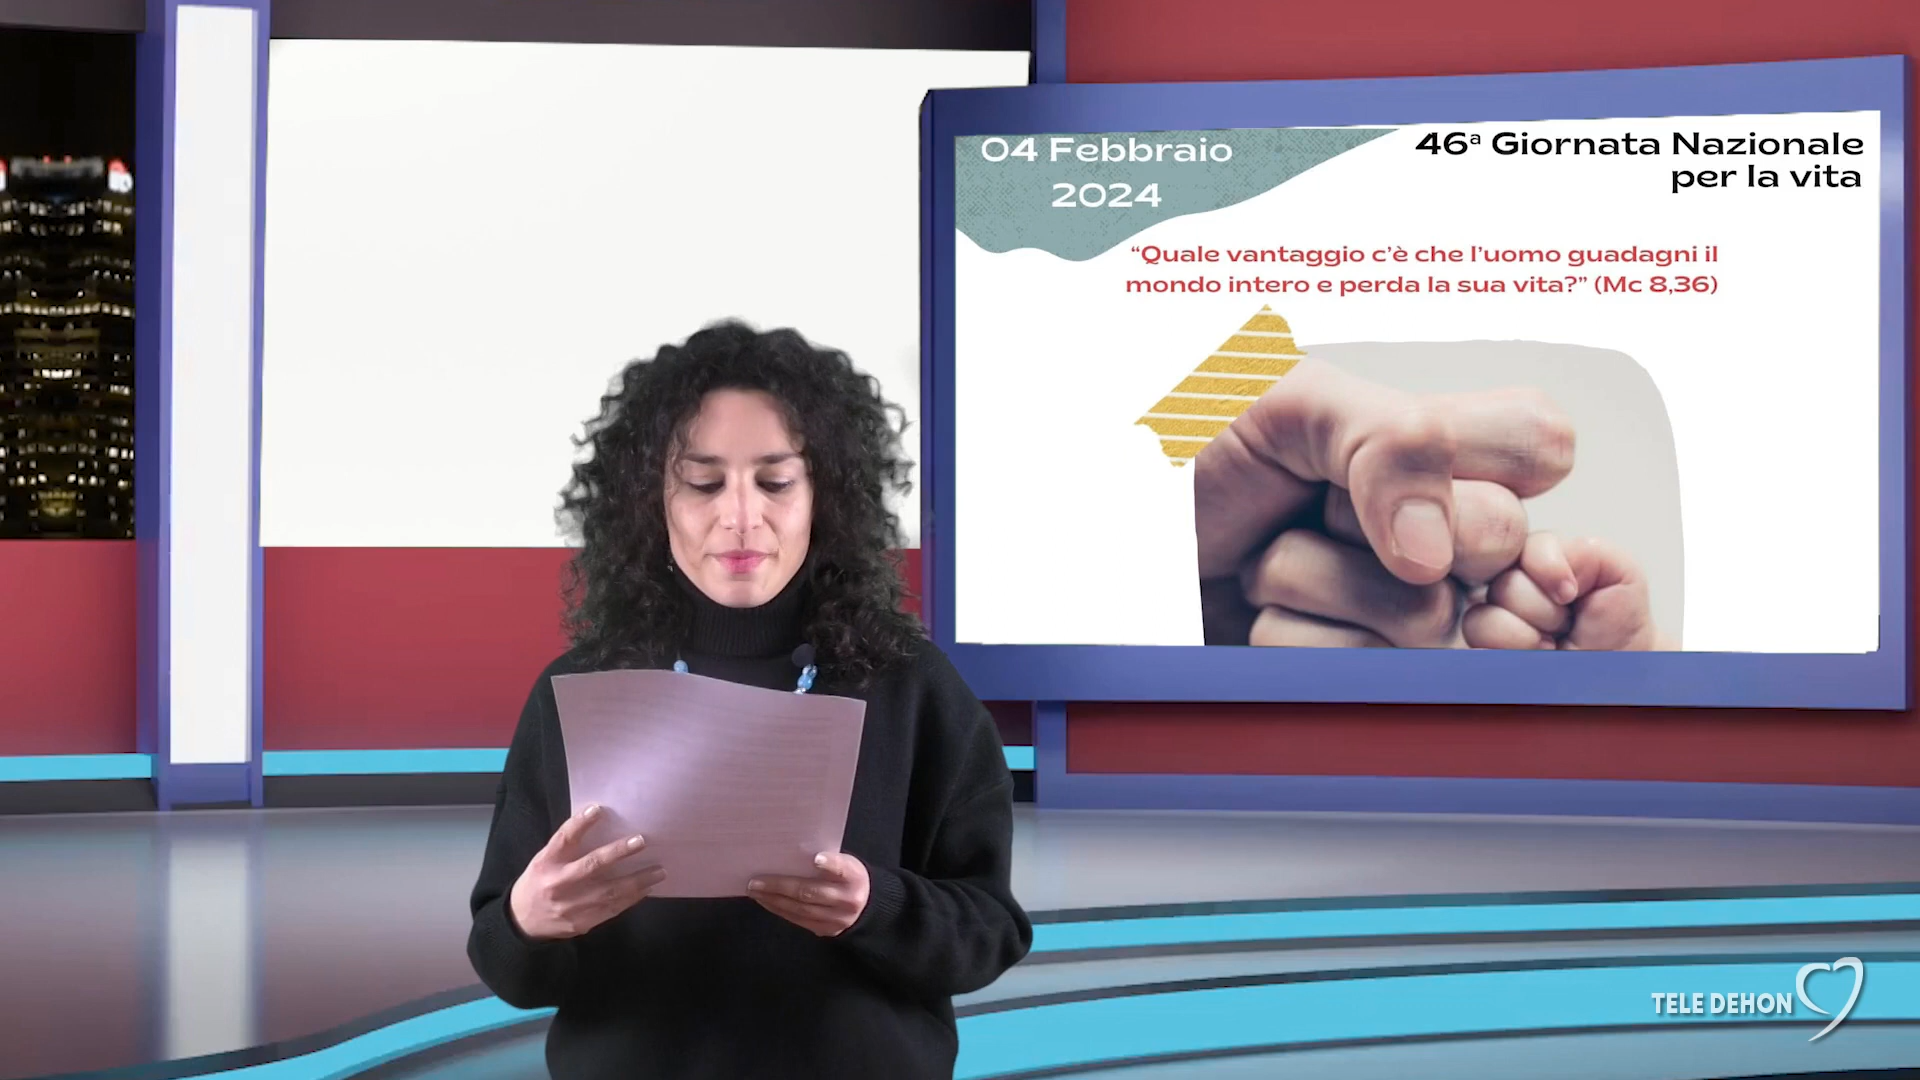 04 Febbraio
2024
46ª Giornata Nazionale
per la vita
“Quale vantaggio c’è che l’uomo guadagni il
mondo intero e perda la sua vita?” (Mc 8,36)
TELE DEHON